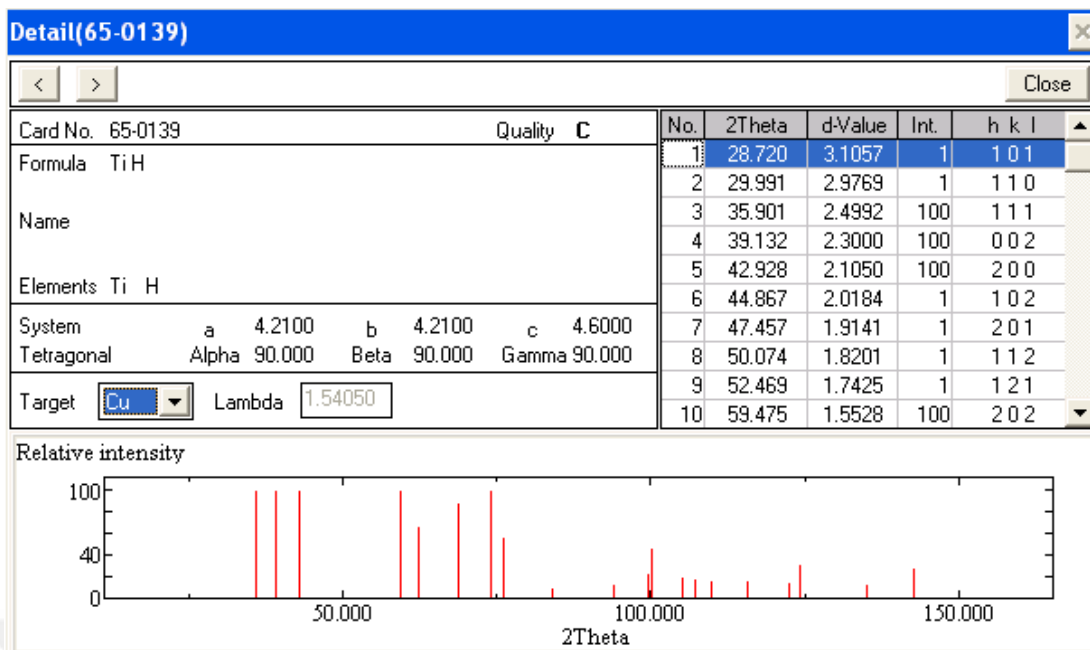 Detail(65-0139)
< >
Close
Card No. 65-0139 Quality C
Formula Ti H
Name
Elements Ti H
System a 4.2100 b 4.2100 c 4.6000
Tetragonal Alpha 90.000 Beta 90.000 Gamma 90.000
Target Cu Lambda 1.54050
No. 2Theta d-Value Int. h k l
1 28.720 3.1057 1 1 0 1
2 29.991 2.9769 1 1 1 0
3 35.901 2.4992 100 1 1 1
4 39.132 2.3000 100 0 0 2
5 42.928 2.1050 100 2 0 0
6 44.867 2.0184 1 1 0 2
7 47.457 1.9141 1 2 0 1
8 50.074 1.8201 1 1 1 2
9 52.469 1.7425 1 1 2 1
10 59.475 1.5528 100 2 0 2
Relative intensity
100
40
0
50.000 100.000 150.000
2Theta